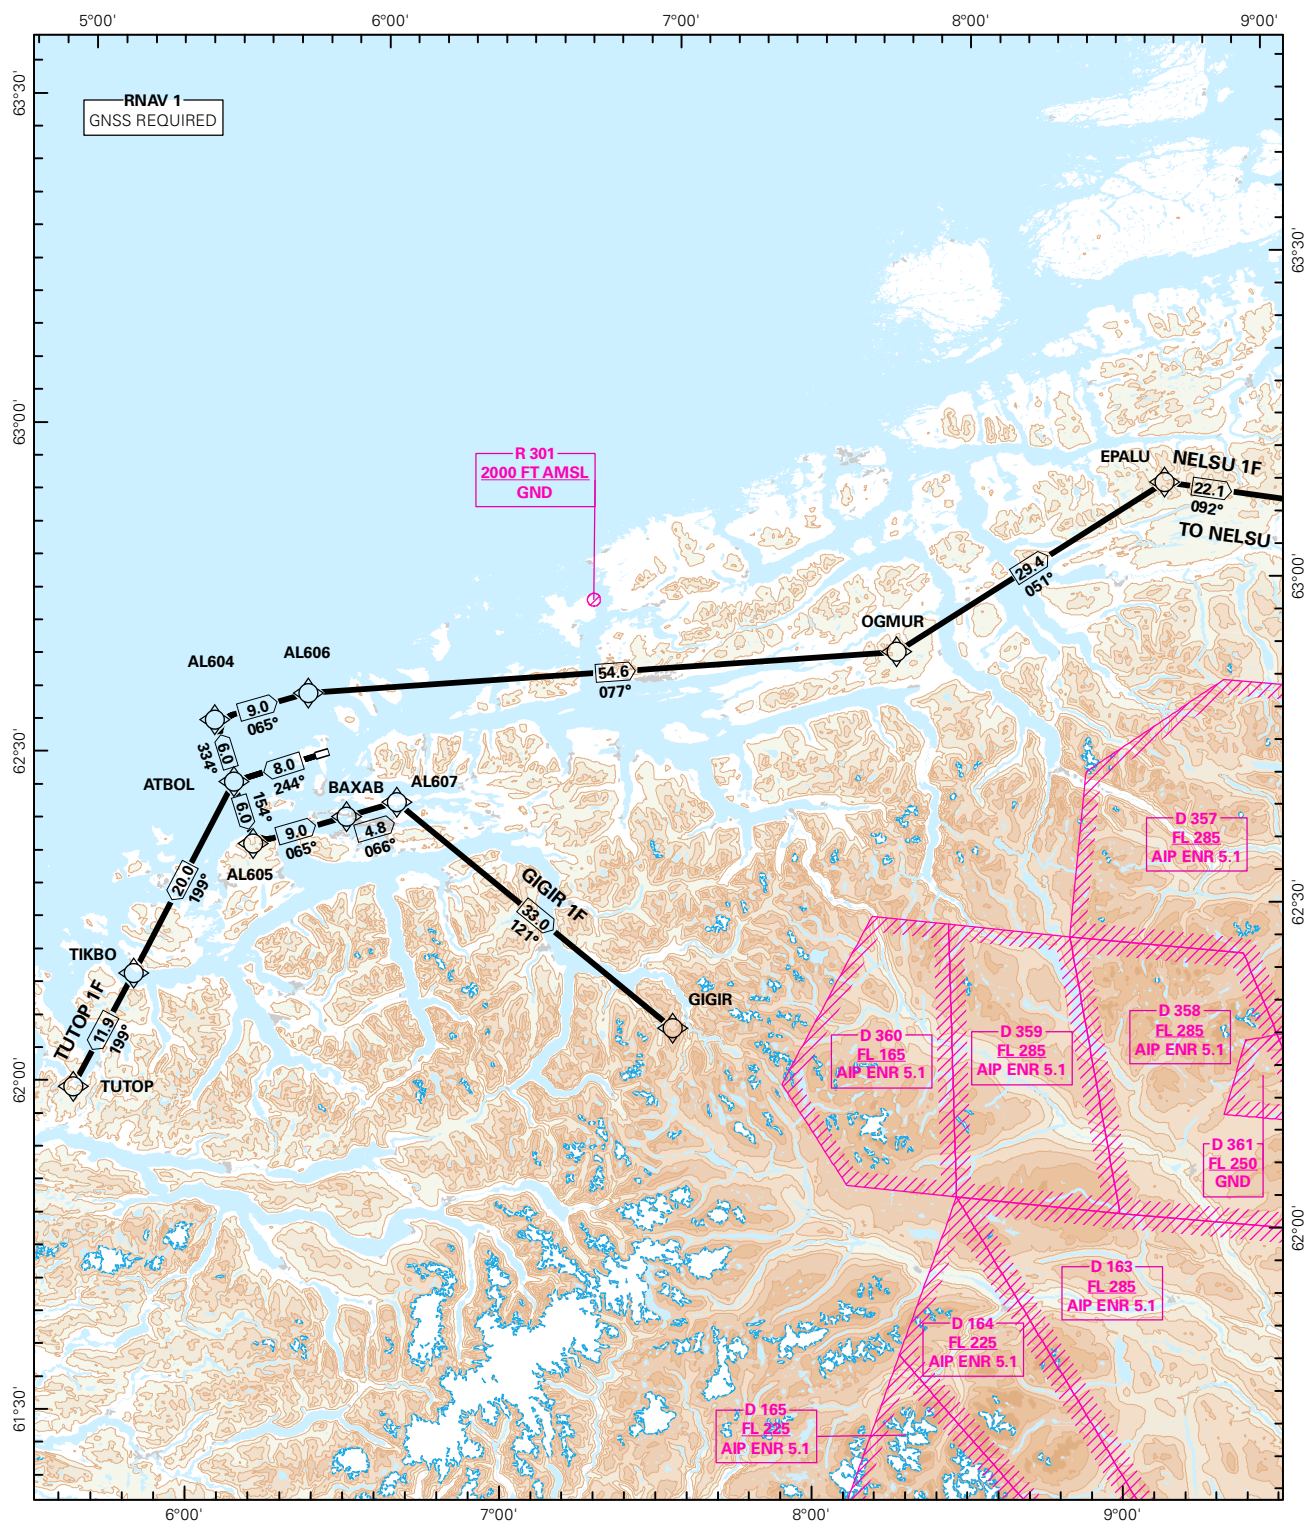 5°00'
6°00'
7°00'
8°00'
9°00'
63°30'
RNAV 1
GNSS REQUIRED
63°30'
63°00'
R 301
2000 FT AMSL
GND
EPALU
NELSU 1F
22.1
092°
TO NELSU
63°00'
29.4
051°
OGMUR
AL604
AL606
54.6
077°
9.0
065°
6.0
334°
62°30'
8.0
244°
ATBOL
BAXAB
AL607
6.0
154°
9.0
065°
4.8
066°
AL605
D 357
FL 285
AIP ENR 5.1
20.0
199°
GIGIR 1F
33.0
121°
62°30'
TIKBO
TUTOP 1F
11.9
199°
GIGIR
D 360
FL 165
AIP ENR 5.1
D 359
FL 285
AIP ENR 5.1
D 358
FL 285
AIP ENR 5.1
62°00'
TUTOP
D 361
FL 250
GND
62°00'
D 163
FL 285
AIP ENR 5.1
D 164
FL 225
AIP ENR 5.1
61°30'
D 165
FL 225
AIP ENR 5.1
6°00'
7°00'
8°00'
9°00'